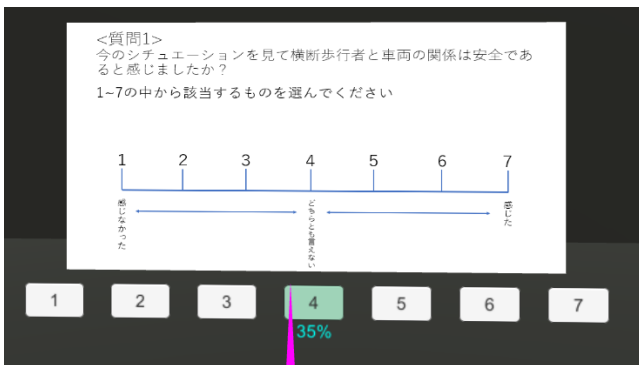 <質問1>
今のシチュエーションを見て横断歩行者と車両の関係は安全であ
ると感じましたか？
1~7の中から該当するものを選んでください
1 2 3 4 5 6 7
感じなかった どちらとも言えない 感じた
1 2 3 4 5 6 7
35%